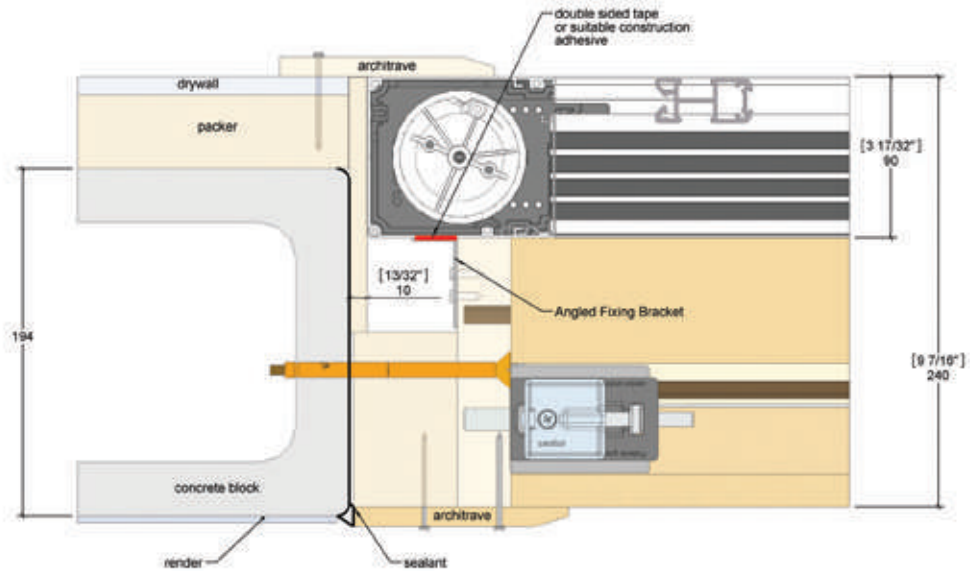 double sided tape
or suitable construction
adhesive
architrave
drywall
packer
[3 17/32"]
90
[13/32"]
10
Angled Fixing Bracket
194
[9 7/16"]
240
concrete block
architrave
render
sealant